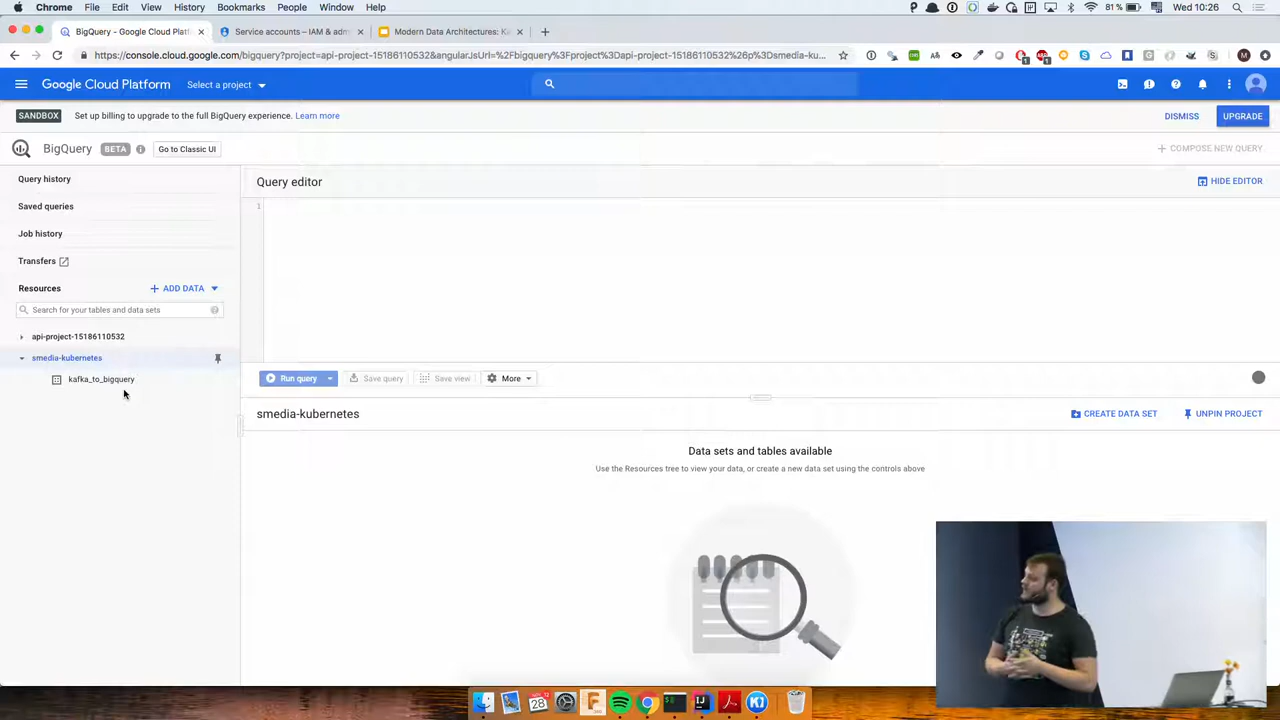 Chrome File Edit View History Bookmarks People Window Help
81% Wed 10:26
BigQuery - Google Cloud Platf
Service accounts – IAM & adm
Modern Data Architectures: Ka
https://console.cloud.google.com/bigquery?project=api-project-15186110532&angularJsUrl=%2Fbigquery%3Fproject%3Dapi-project-15186110532%26p%3Dsmedia-ku...
Google Cloud Platform Select a project
SANDBOX Set up billing to upgrade to the full BigQuery experience. Learn more DISMISS UPGRADE
BigQuery BETA Go to Classic UI + COMPOSE NEW QUERY
Query history
Saved queries
Job history
Transfers
Resources + ADD DATA
Search for your tables and data sets
api-project-15186110532
smedia-kubernetes
kafka_to_bigquery
Query editor HIDE EDITOR
1
Run query Save query Save view More
smedia-kubernetes CREATE DATA SET UNPIN PROJECT
Data sets and tables available
Use the Resources tree to view your data, or create a new data set using the controls above
28